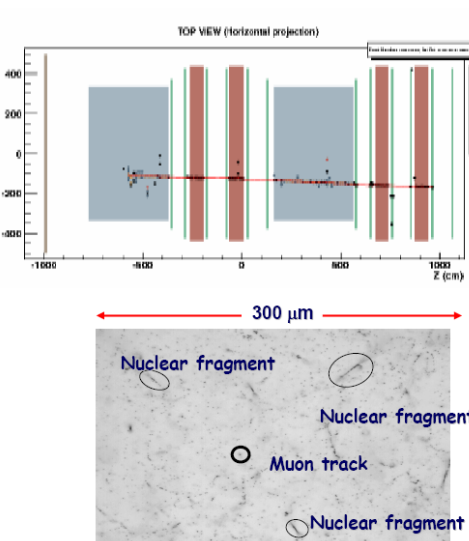 TOP VIEW (Horizontal projection)
400
200
0
-200
-400
-1000
-500
0
500
1000
Z (cm)
300 μm
Nuclear fragment
Nuclear fragment
Muon track
Nuclear fragment